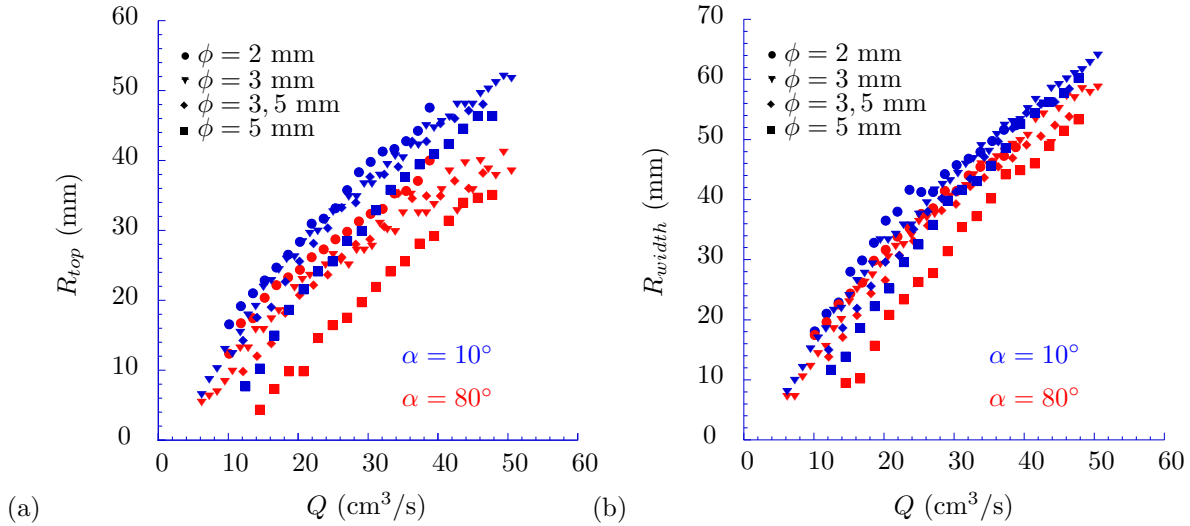 60
50
40
30
20
10
0
R_top (mm)
ϕ = 2 mm
ϕ = 3 mm
ϕ = 3, 5 mm
ϕ = 5 mm
α = 10°
α = 80°
0 10 20 30 40 50 60
(a)
Q (cm³/s)
70
60
50
40
30
20
10
0
R_width (mm)
ϕ = 2 mm
ϕ = 3 mm
ϕ = 3, 5 mm
ϕ = 5 mm
α = 10°
α = 80°
0 10 20 30 40 50 60
(b)
Q (cm³/s)